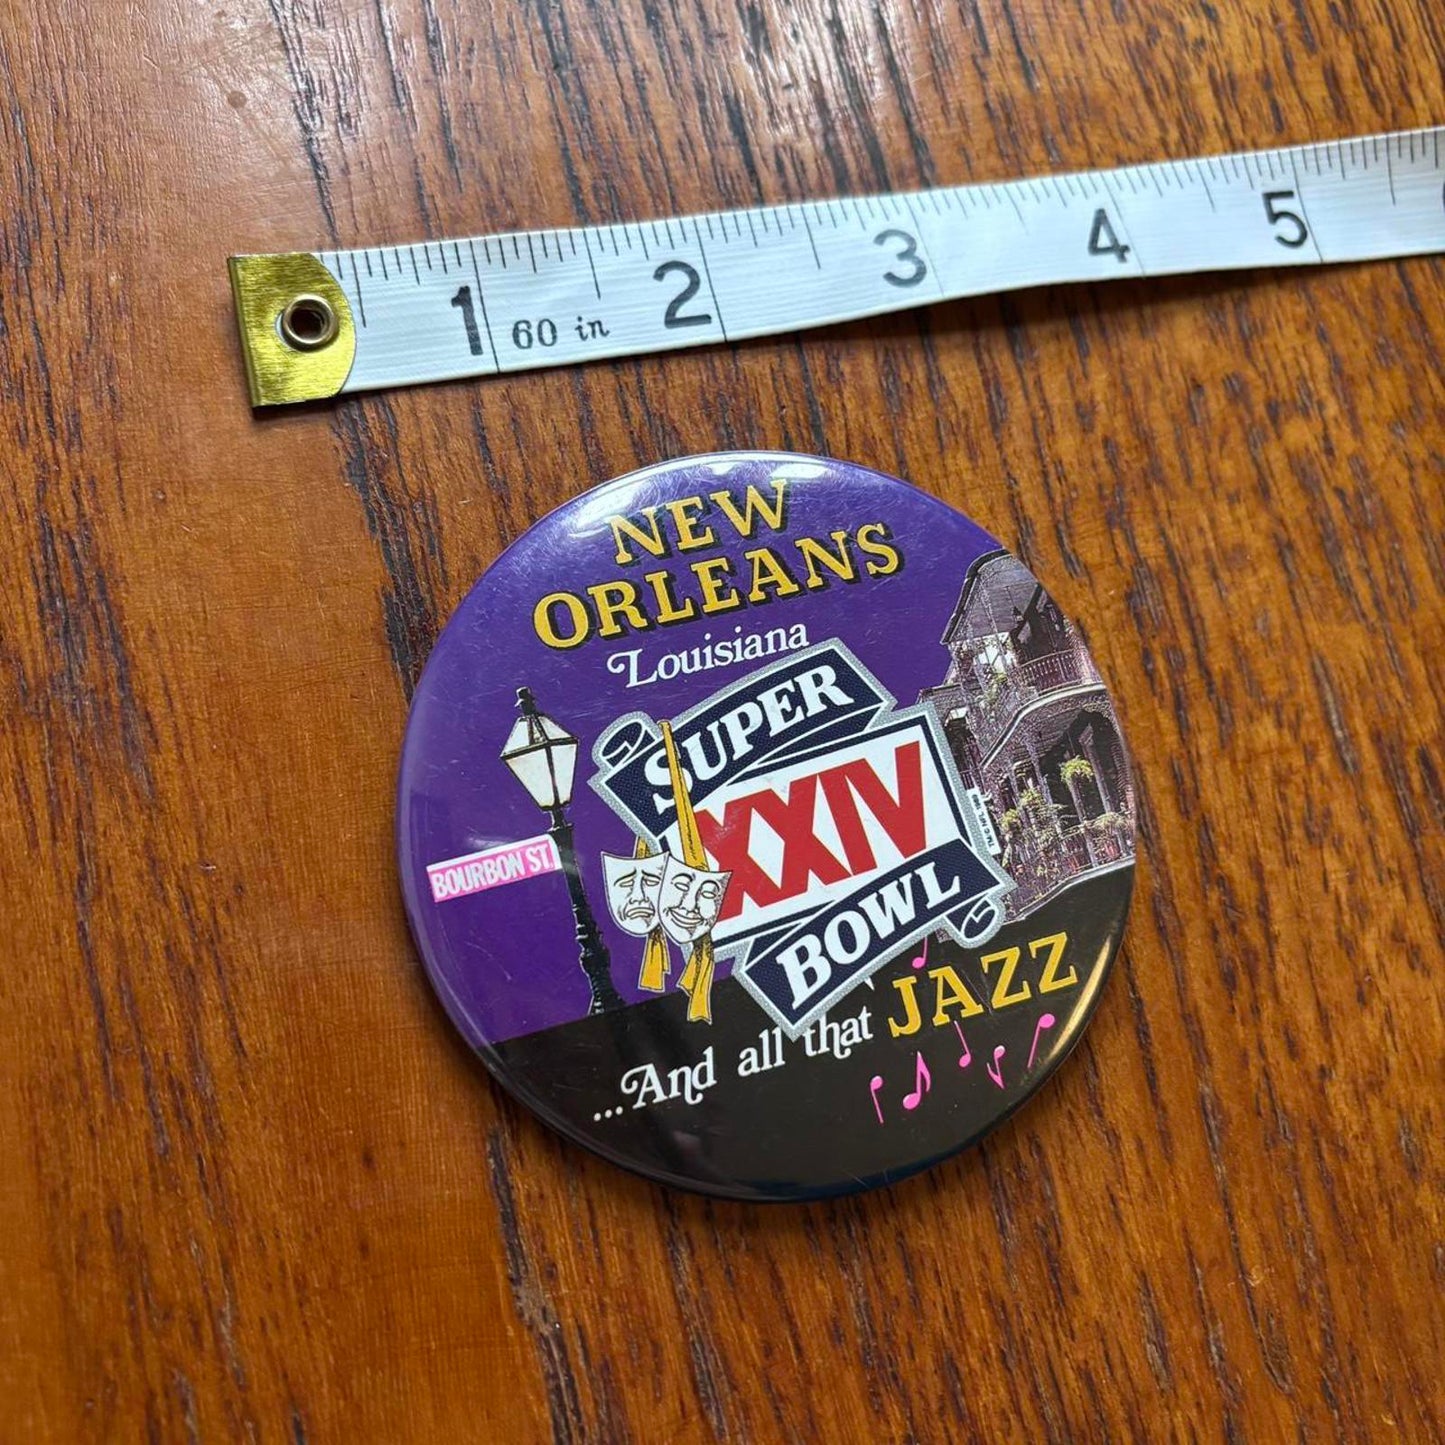 1 60 in 2 3 4 5
NEW
ORLEANS
Louisiana
SUPER
XXIV
BOWL
BOURBON ST.
...And all that JAZZ